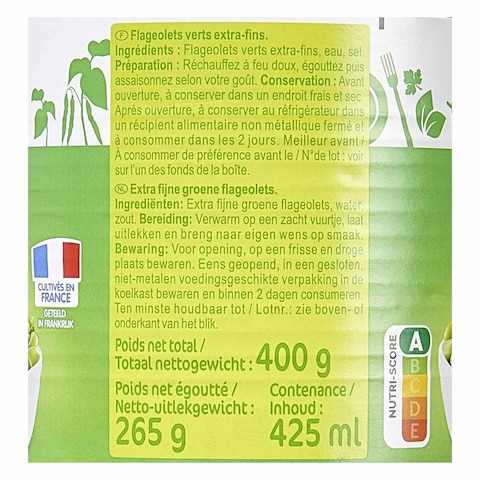 F Flageolets verts extra-fins.
Ingrédients : Flageolets verts extra-fins, eau, sel.
Préparation : Réchauffez à feu doux, égouttez puis
assaisonnez selon votre goût. Conservation : Avant
ouverture, à conserver dans un endroit frais et sec.
Après ouverture, à conserver au réfrigérateur dans
un récipient alimentaire non métallique fermé et
à consommer dans les 2 jours. Meilleur avant /
À consommer de préférence avant le / N°de lot : voir
sur l'un des fonds de la boîte.
NL Extra fijne groene flageolets.
Ingrediënten: Extra fijne groene flageolets, water,
zout. Bereiding: Verwarm op een zacht vuurtje, laat
uitlekken en breng naar eigen wens op smaak.
Bewaring: Voor opening, op een frisse en droge
plaats bewaren. Eens geopend, in een gesloten,
niet-metalen voedingsgeschikte verpakking in de
koelkast bewaren en binnen 2 dagen consumeren.
Ten minste houdbaar tot / Lotnr.: zie boven- of
onderkant van het blik.
CULTIVÉS EN
FRANCE
GETEELD
IN FRANKRIJK
Poids net total /
Totaal nettogewicht : 400 g
Poids net égoutté /
Netto-uitlekgewicht :
265 g
Contenance /
Inhoud :
425 ml
NUTRI-SCORE
A
B
C
D
E